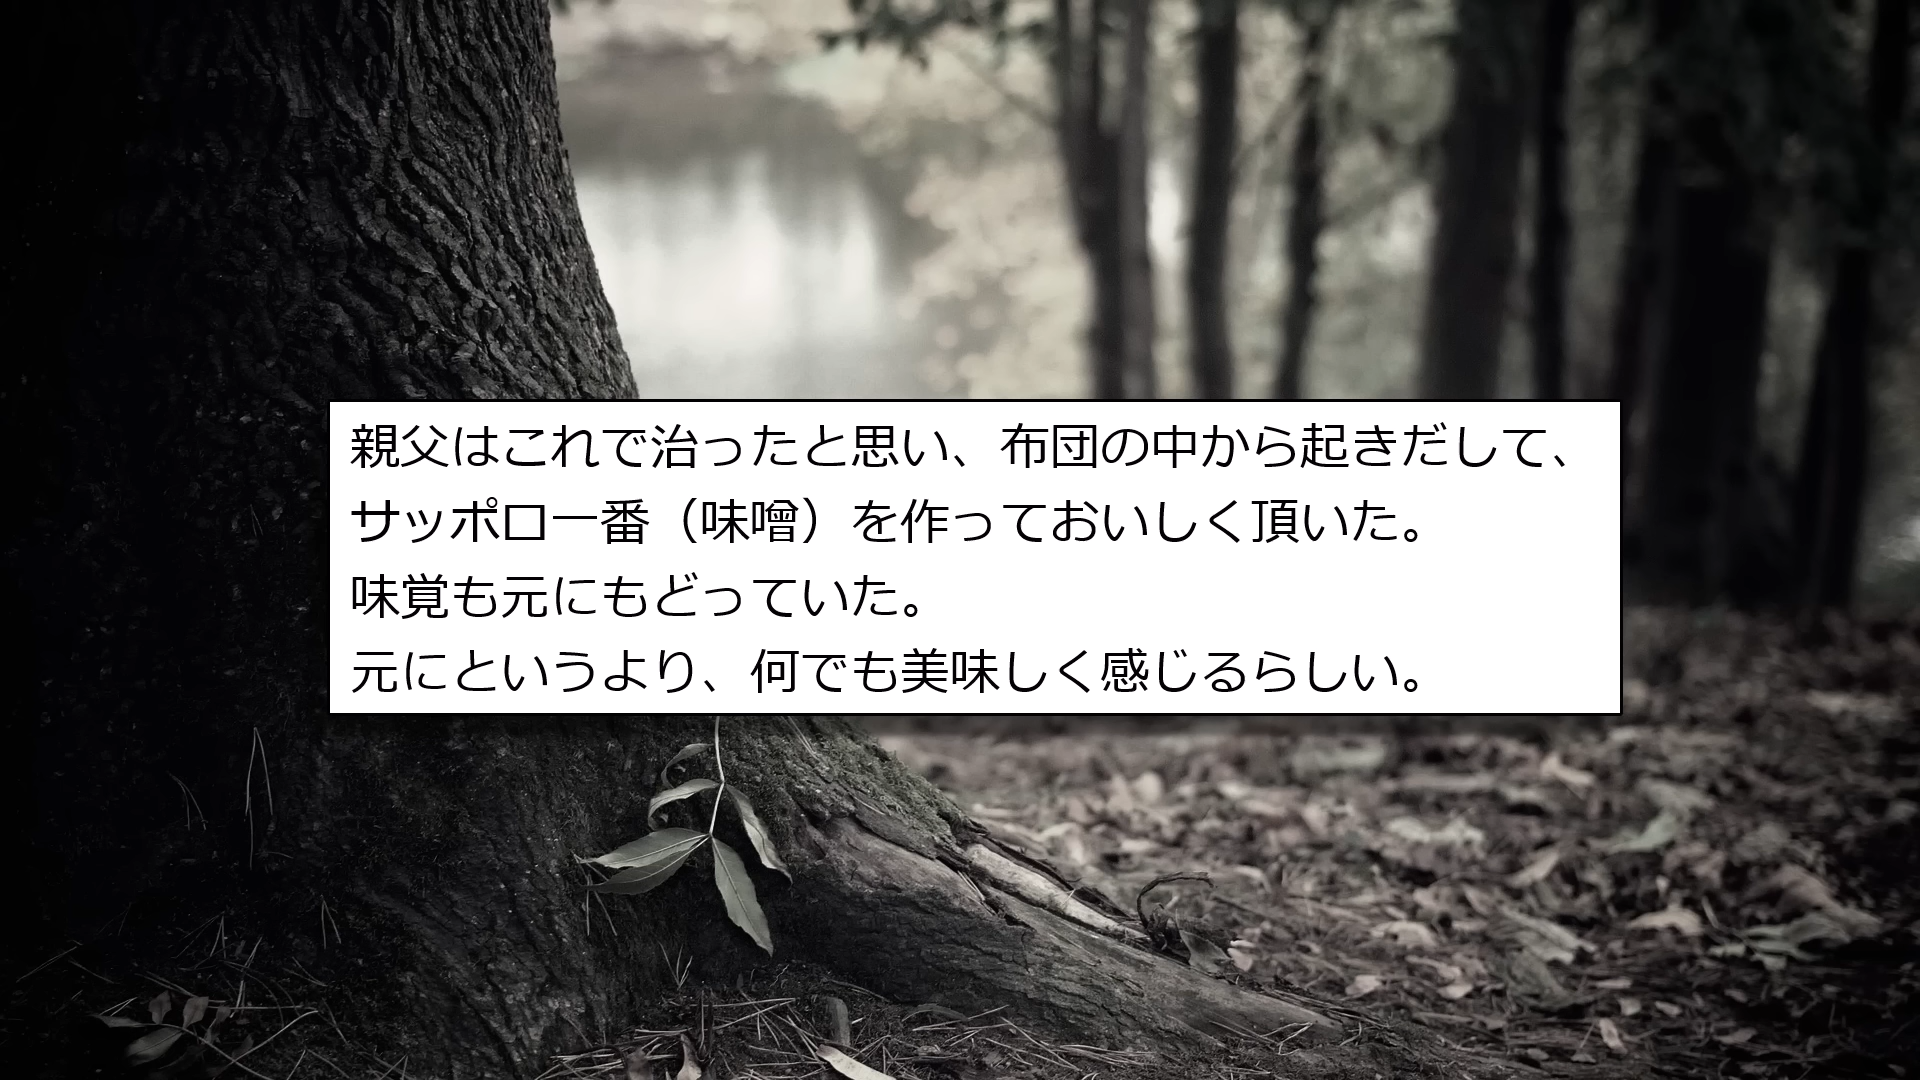 親父はこれで治ったと思い、布団の中から起きだして、
サッポロ一番（味噌）を作っておいしく頂いた。
味覚も元にもどっていた。
元にというより、何でも美味しく感じるらしい。